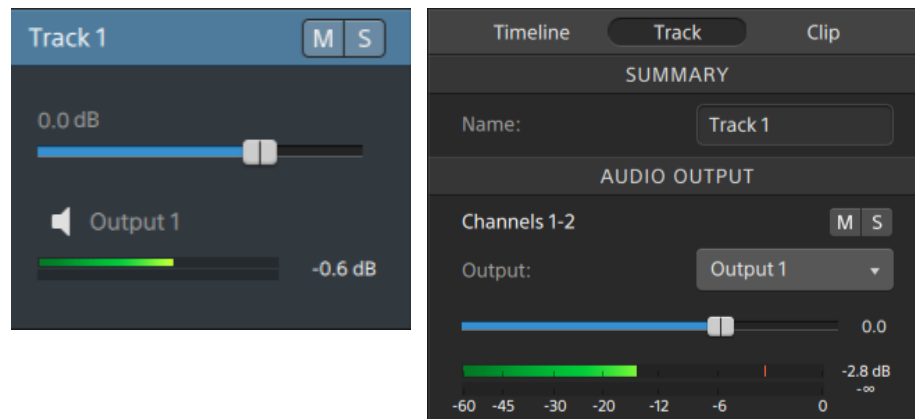 Track 1 M S
0.0 dB
Output 1
-0.6 dB
Timeline Track Clip
SUMMARY
Name: Track 1
AUDIO OUTPUT
Channels 1-2 M S
Output: Output 1
0.0
-2.8 dB
-∞
-60 -45 -30 -20 -12 -6 0